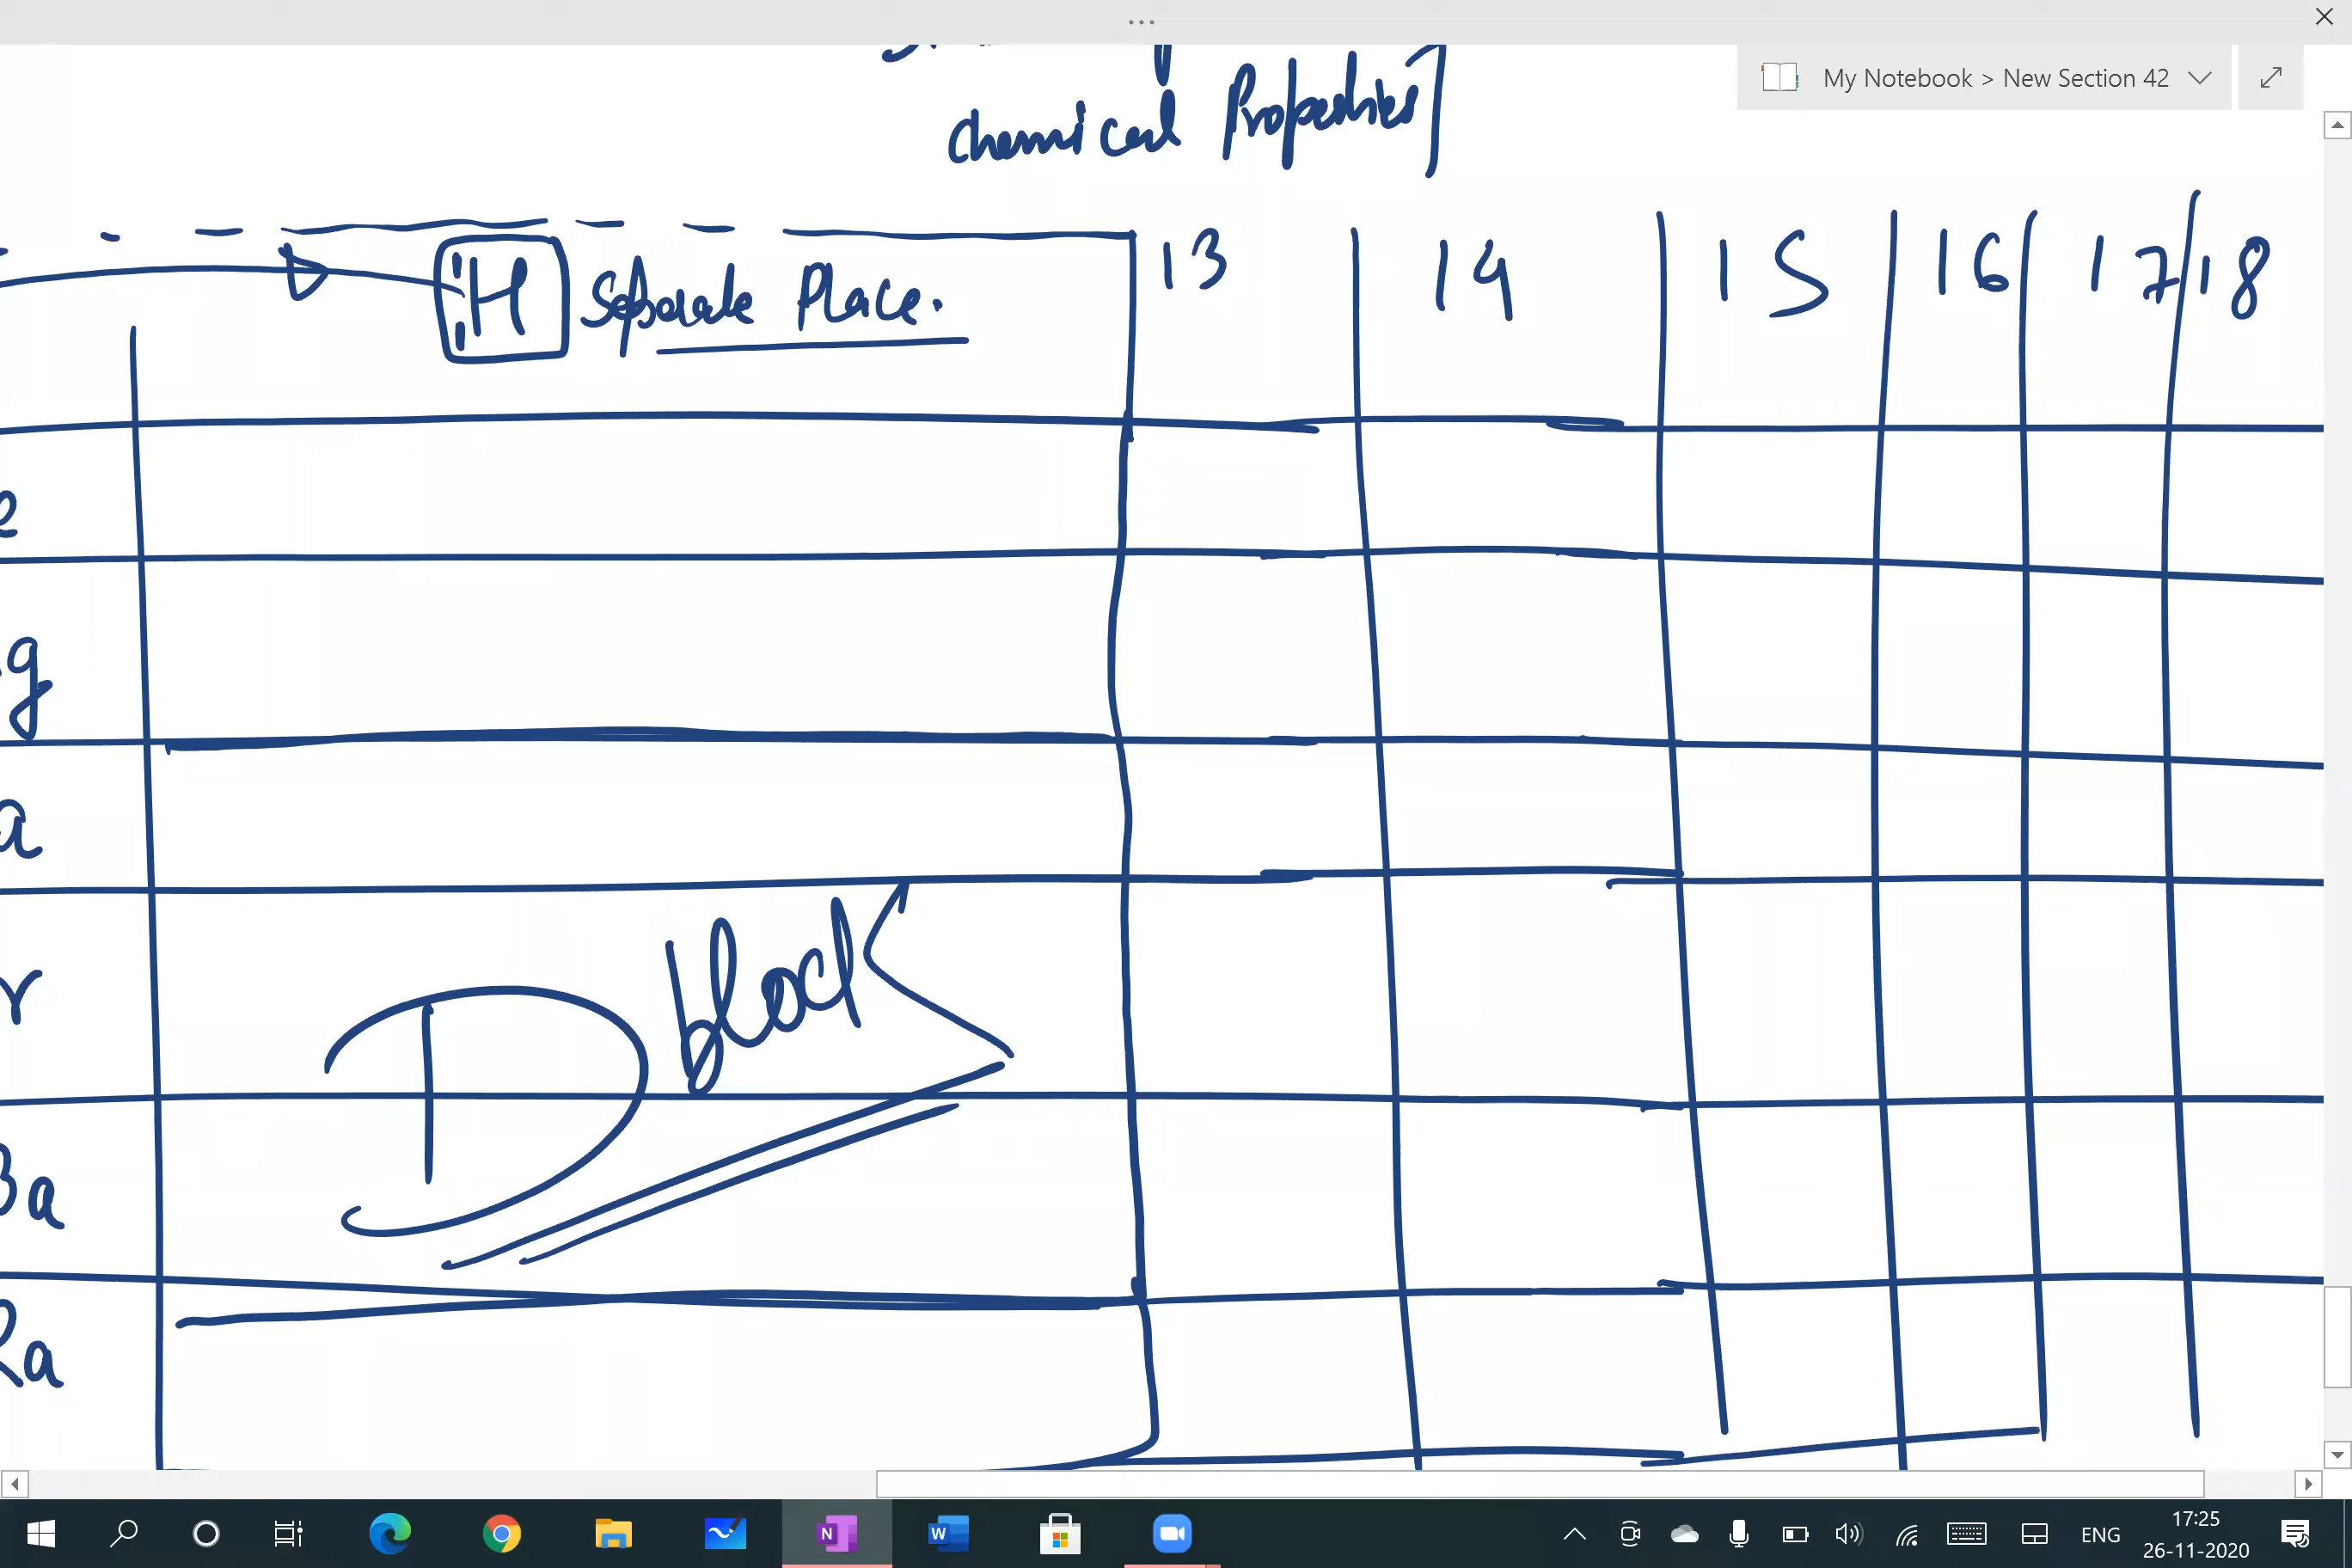 ...
My Notebook > New Section 42
chemical Properties]
H Separate Place.
13 14 15 16 17 18
e
g
a
r
Ba
Ra
D block
N
W
ENG
17:25
26-11-2020